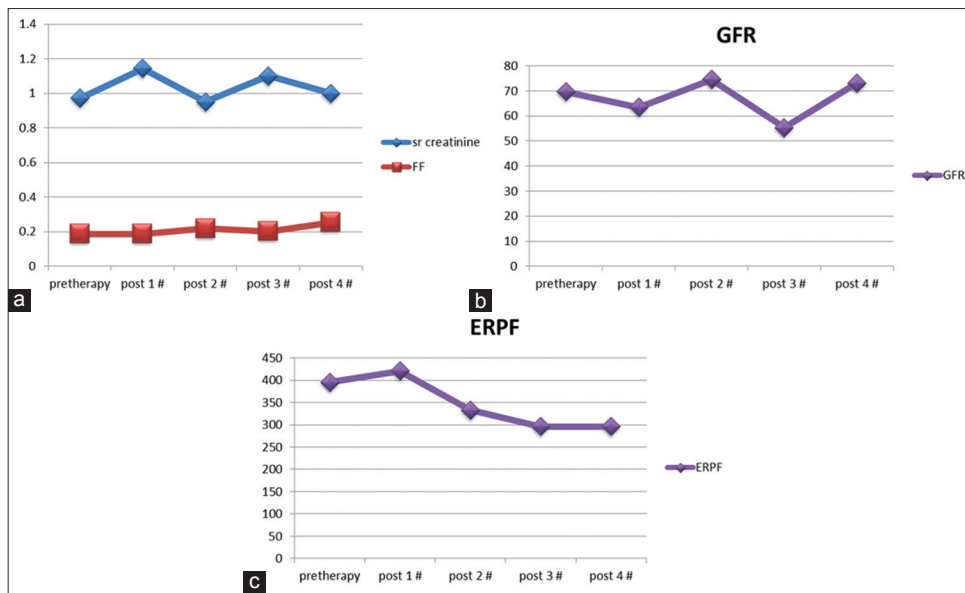 1.4
1.2
1
0.8
0.6
0.4
0.2
0
pretherapy post 1 # post 2 # post 3 # post 4 #
sr creatinine
FF
a
GFR
80
70
60
50
40
30
20
10
0
pretherapy post 1 # post 2 # post 3 # post 4 #
GFR
b
ERPF
450
400
350
300
250
200
150
100
50
0
pretherapy post 1 # post 2 # post 3 # post 4 #
ERPF
c